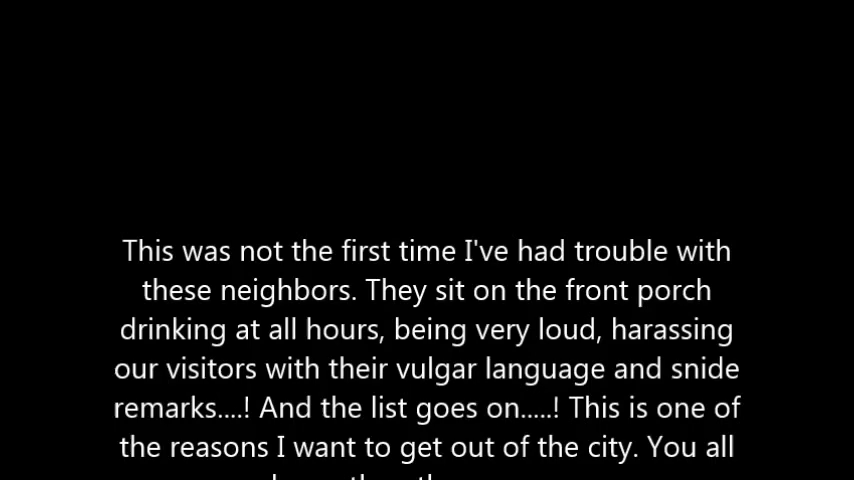 This was not the first time I've had trouble with
these neighbors. They sit on the front porch
drinking at all hours, being very loud, harassing
our visitors with their vulgar language and snide
remarks....! And the list goes on.....! This is one of
the reasons I want to get out of the city. You all